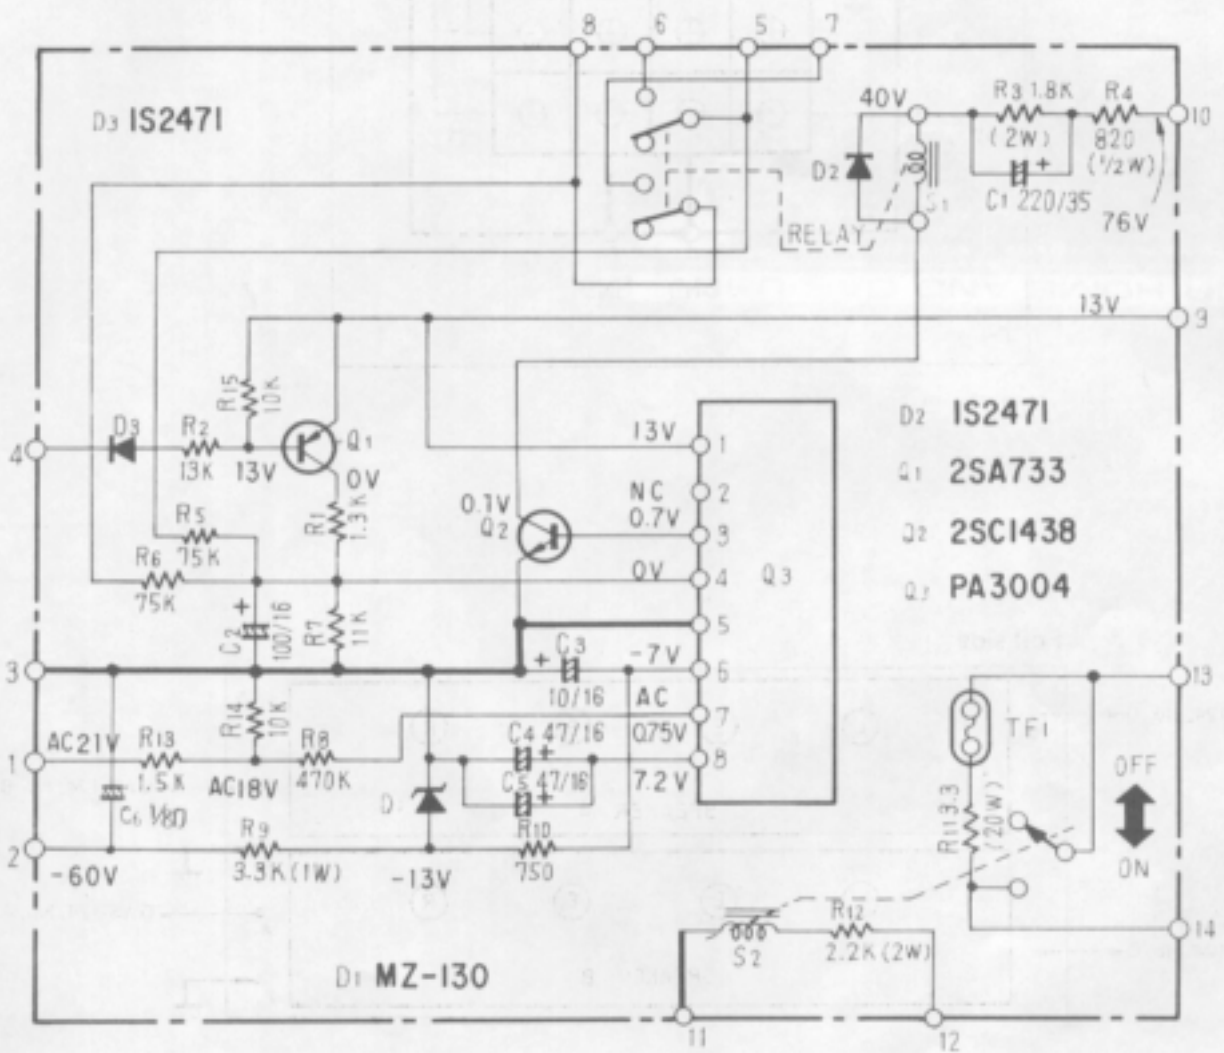 8 6 5 7
D3 1S2471
40V
R3 1.8K R4
10
(2W) 820
D2
(1/2W)
C1 220/35
S1
76V
RELAY
13V
9
R15
10K
D3 R2
Q1
D2 1S2471
4
13K 13V
0V
13V
1
Q1 2SA733
R1
1.3K
0.1V
Q2
NC
2
0.7V
3
Q2 2SC1438
R5
75K
R6
75K
0V
4
Q3
Q3 PA3004
C2
100/16
R7
11K
5
3
C3
-7V
6
13
10/16
AC
R14
10K
7
TF1
AC21V
R13
R8
C4 47/16
0.75V
1
1.5K
AC18V
470K
8
C5 47/16
7.2V
OFF
D1
C6
R11 3.3
(20W)
R9
R10
2
-60V
3.3K(1W)
-13V
750
ON
R12
14
S2
2.2K(2W)
D1 MZ-130
11
12